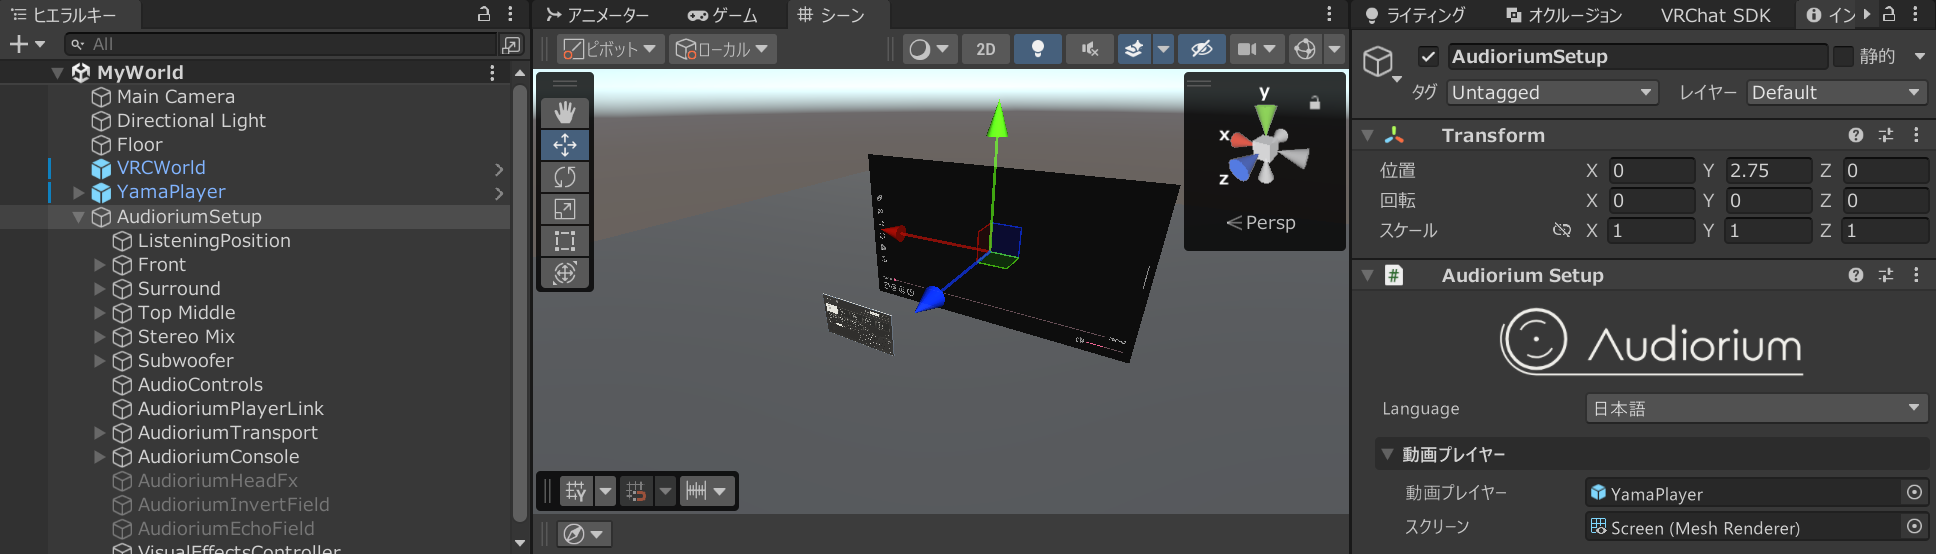 ヒエラルキー
All
MyWorld
Main Camera
Directional Light
Floor
VRCWorld
YamaPlayer
AudioriumSetup
ListeningPosition
Front
Surround
Top Middle
Stereo Mix
Subwoofer
AudioControls
AudioriumPlayerLink
AudioriumTransport
AudioriumConsole
AudioriumHeadFx
AudioriumInvertField
AudioriumEchoField
VisualEffectsController
アニメーター ゲーム シーン
ピボット ローカル 2D
y
x
z
Persp
ライティング オクルージョン VRChat SDK イン
AudioriumSetup 静的
タグ Untagged レイヤー Default
Transform
位置 X 0 Y 2.75 Z 0
回転 X 0 Y 0 Z 0
スケール X 1 Y 1 Z 1
Audiorium Setup
Audiorium
Language 日本語
動画プレイヤー
動画プレイヤー YamaPlayer
スクリーン Screen (Mesh Renderer)